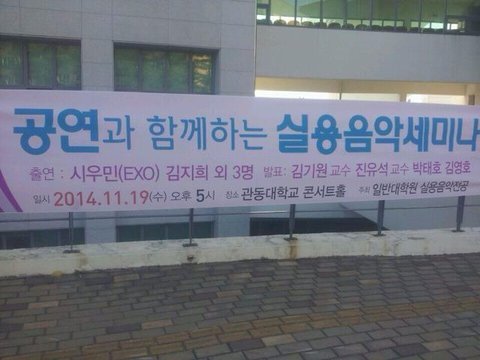 공연과 함께하는 실용음악세미나
출연 : 시우민(EXO) 김지희 외 3명 발표 : 김기원 교수 진유석 교수 박태호 김영호
일시 2014.11.19(수) 오후 5시 장소 관동대학교 콘서트홀 주최 일반대학원 실용음악전공